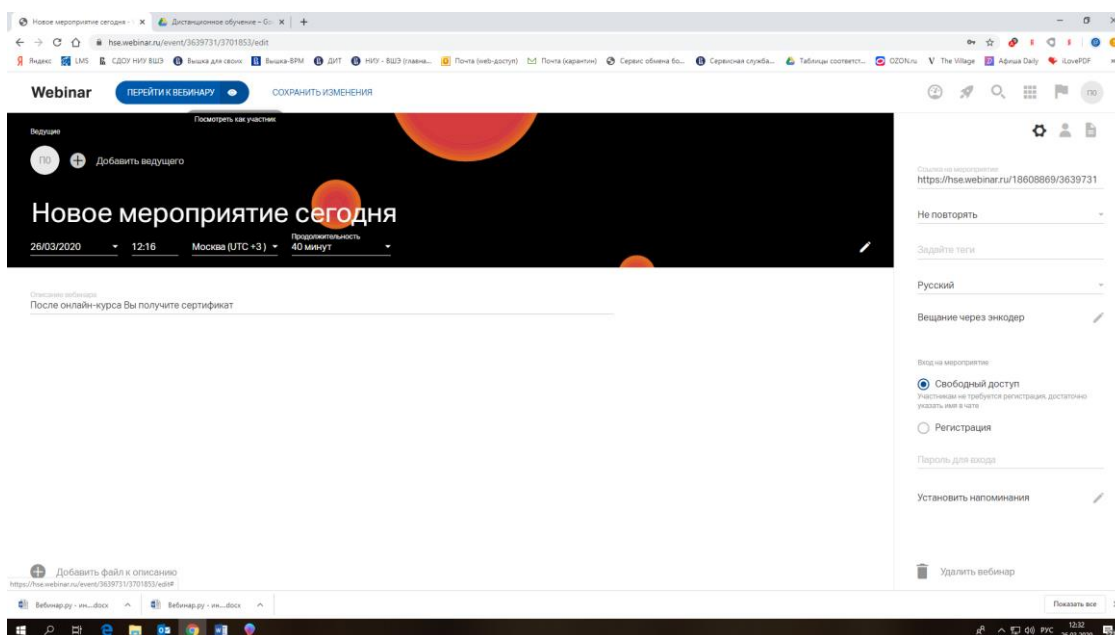 Новое мероприятие сегодня -
Дистанционное обучение – Go
hse.webinar.ru/event/3639731/3701853/edit
Яндекс
LMS
СДОУ НИУ ВШЭ
Вышка для своих
Вышка-BPM
ДИТ
НИУ - ВШЭ (главна...
Почта (web-доступ)
Почта (карантин)
Сервис обмена бо...
Сервисная служба...
Таблицы соответст...
OZON.ru
The Village
Афиша Daily
iLovePDF
Webinar
ПЕРЕЙТИ К ВЕБИНАРУ
СОХРАНИТЬ ИЗМЕНЕНИЯ
ПО
Посмотреть как участник
Ведущие
ПО
Добавить ведущего
Новое мероприятие сегодня
Продолжительность
26/03/2020
12:16
Москва (UTC +3)
40 минут
Описание вебинара
После онлайн-курса Вы получите сертификат
Добавить файл к описанию
https://hse.webinar.ru/event/3639731/3701853/edit#
Ссылка на мероприятие
https://hse.webinar.ru/18608869/3639731
Не повторять
Задайте теги
Русский
Вещание через энкодер
Вход на мероприятие
Свободный доступ
Участникам не требуется регистрация, достаточно
указать имя в чате
Регистрация
Пароль для входа
Установить напоминания
Удалить вебинар
Вебинар.ру - ин....docx
Вебинар.ру - ин....docx
Показать все
РУС
12:32
26.03.2020